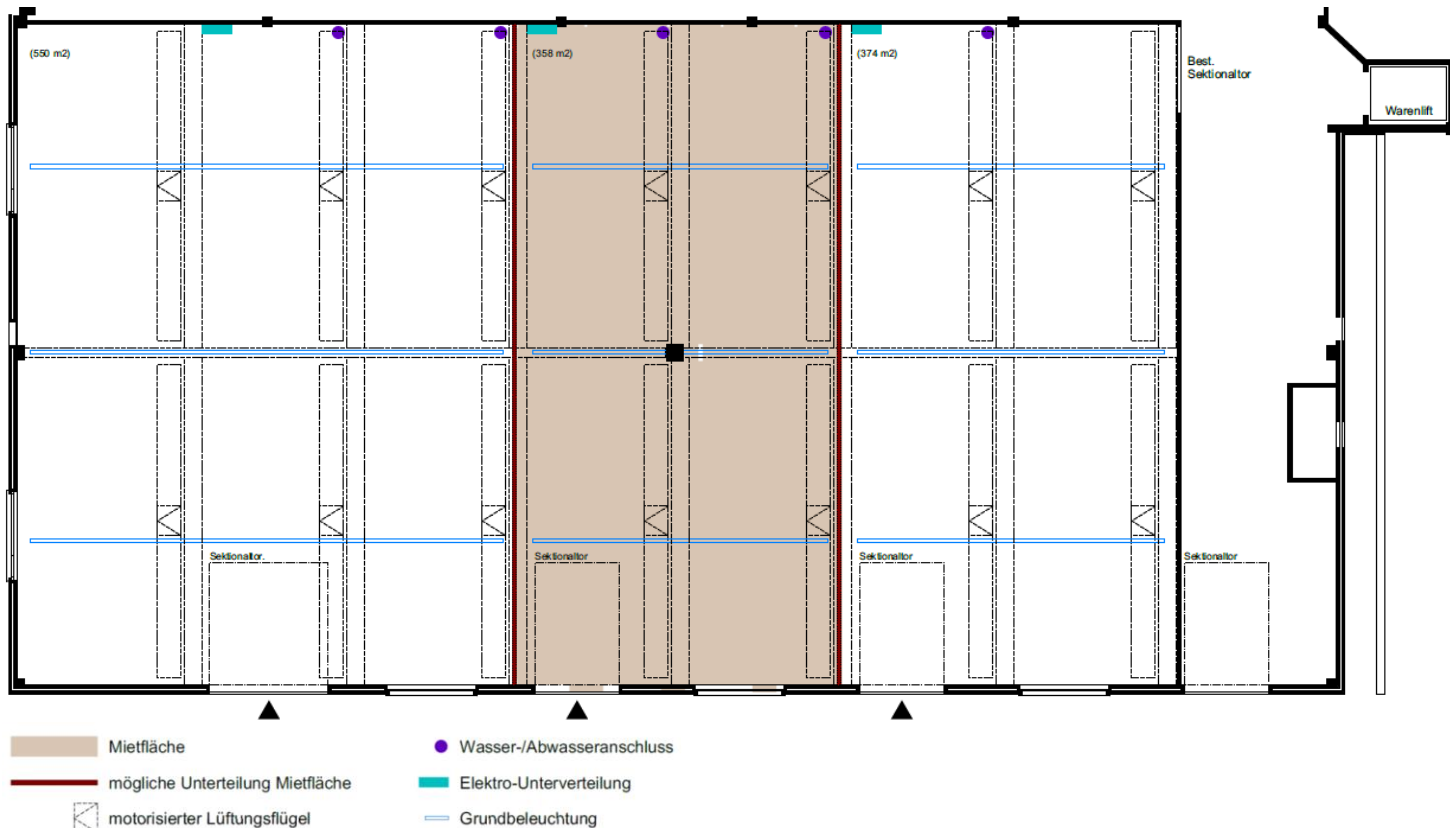 (550 m2)
(358 m2)
(374 m2)
Best.
Sektionaltor
Warenlift
Sektionaltor.
Sektionaltor
Sektionaltor
Sektionaltor
Mietfläche
Wasser-/Abwasseranschluss
mögliche Unterteilung Mietfläche
Elektro-Unterverteilung
motorisierter Lüftungsflügel
Grundbeleuchtung